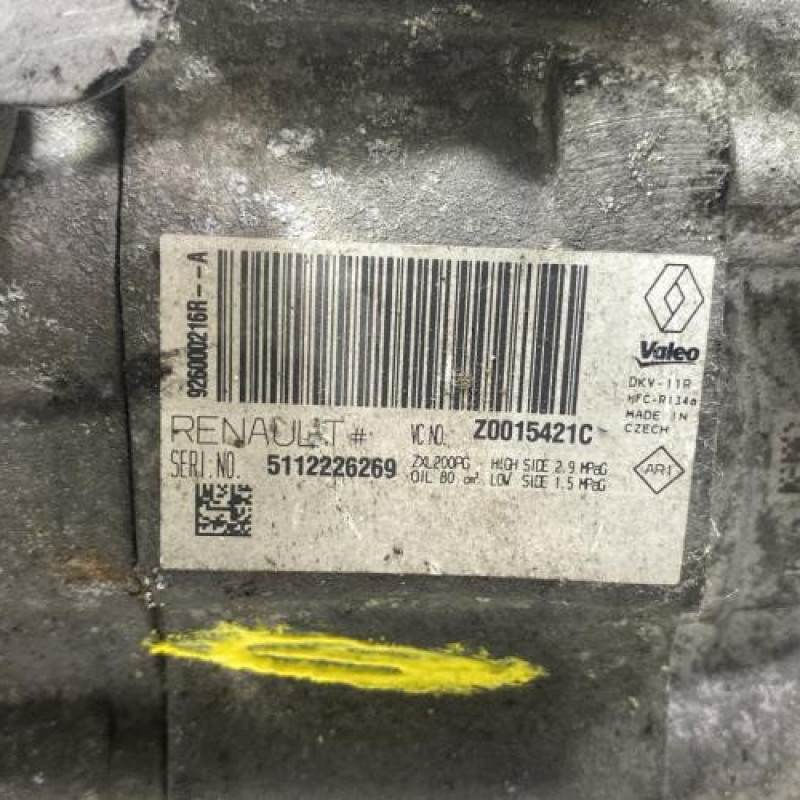 926000216R--A
Valeo
DKV-11R
HFC-R134a
MADE IN
CZECH
RENAULT # VC NO. Z0015421C
SERI.NO. 5112226269 ZXL200PG HIGH SIDE 2.9 MPaG
OIL 80 cm³ LOW SIDE 1.5 MPaG
AR1